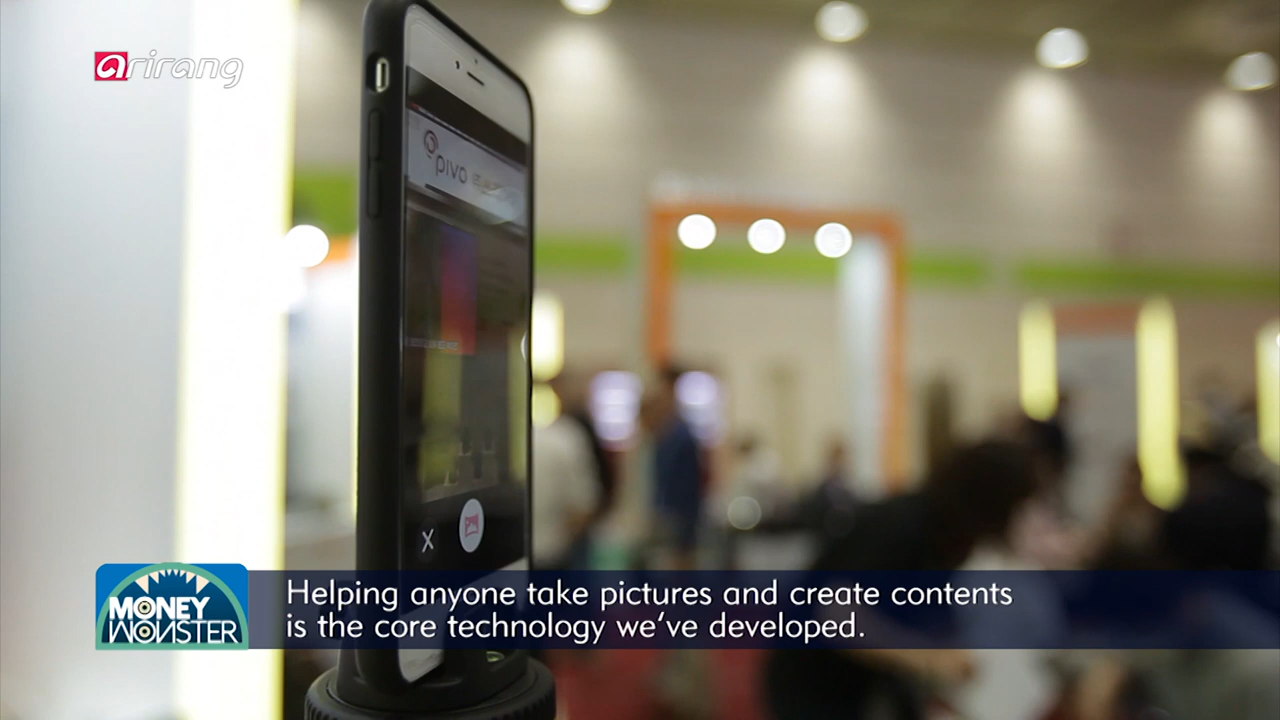 arirang
pivo
Helping anyone take pictures and create contents
is the core technology we've developed.
MONEY
MONSTER